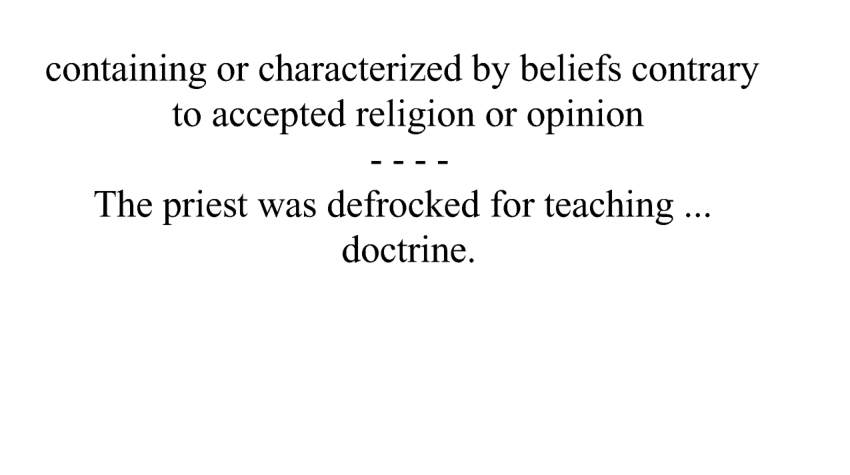 containing or characterized by beliefs contrary
to accepted religion or opinion
- - - -
The priest was defrocked for teaching ...
doctrine.